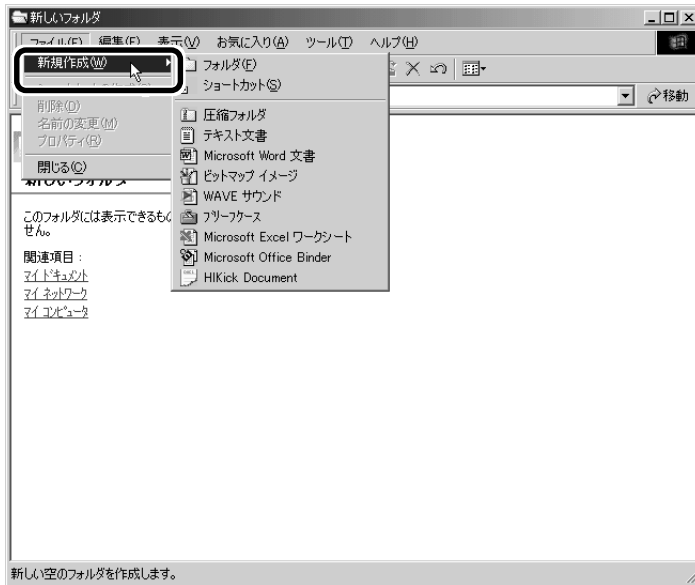 新しいフォルダ
ファイル(F) 編集(E) 表示(V) お気に入り(A) ツール(T) ヘルプ(H)
移動
新規作成(W)
削除(D)
名前の変更(M)
プロパティ(R)
閉じる(C)
フォルダ(F)
ショートカット(S)
圧縮フォルダ
テキスト文書
Microsoft Word 文書
ビットマップ イメージ
WAVE サウンド
ブリーフケース
Microsoft Excel ワークシート
Microsoft Office Binder
HIKick Document
新しいフォルダ
このフォルダには表示できるもの
せん。
関連項目 :
マイ ドキュメント
マイ ネットワーク
マイ コンピュータ
新しい空のフォルダを作成します。